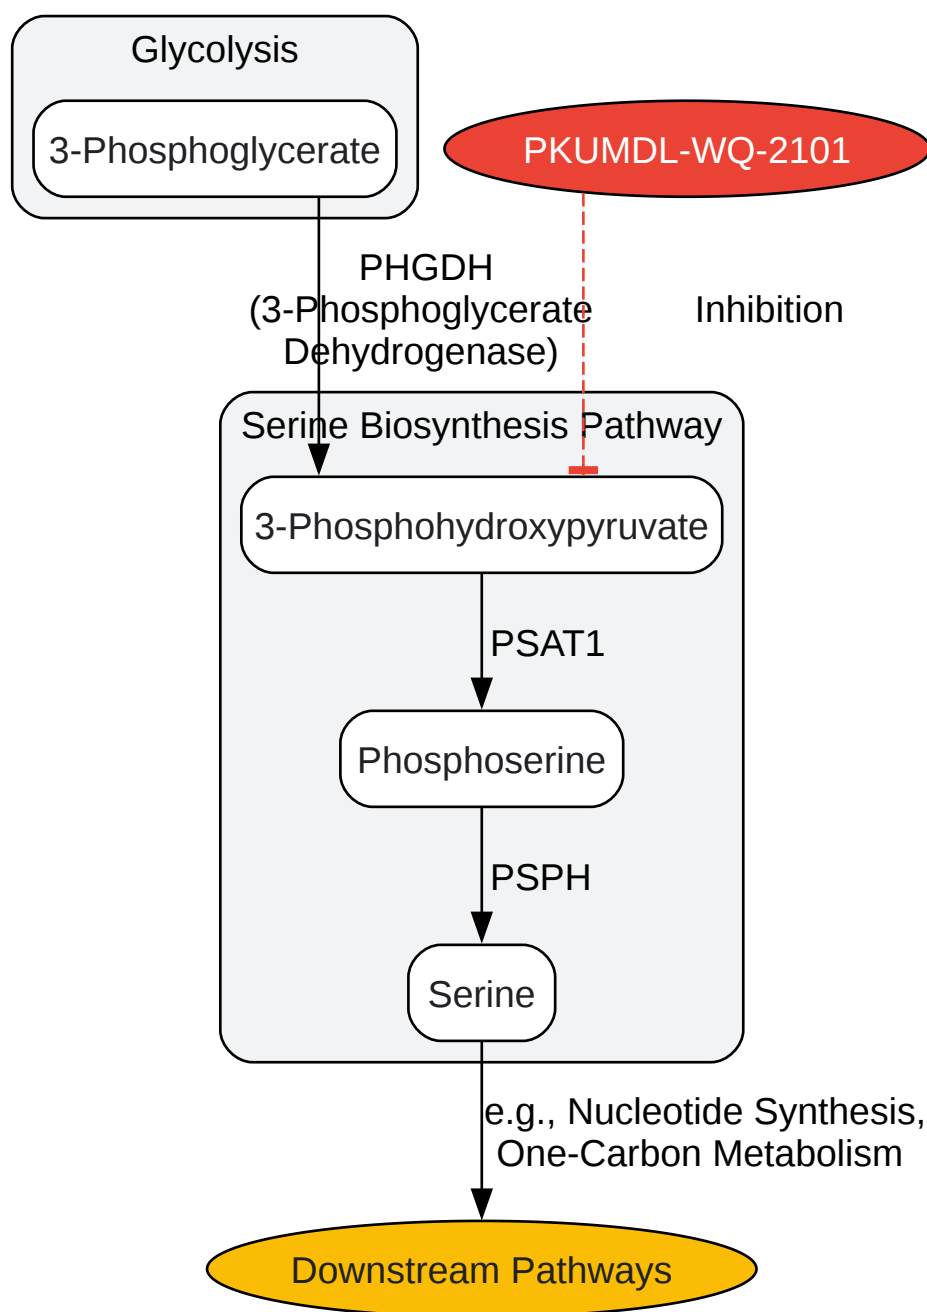 Glycolysis
3-Phosphoglycerate
PKUMDL-WQ-2101
PHGDH
(3-Phosphoglycerate
Dehydrogenase)
Inhibition
Serine Biosynthesis Pathway
3-Phosphohydroxypyruvate
PSAT1
Phosphoserine
PSPH
Serine
e.g., Nucleotide Synthesis,
One-Carbon Metabolism
Downstream Pathways